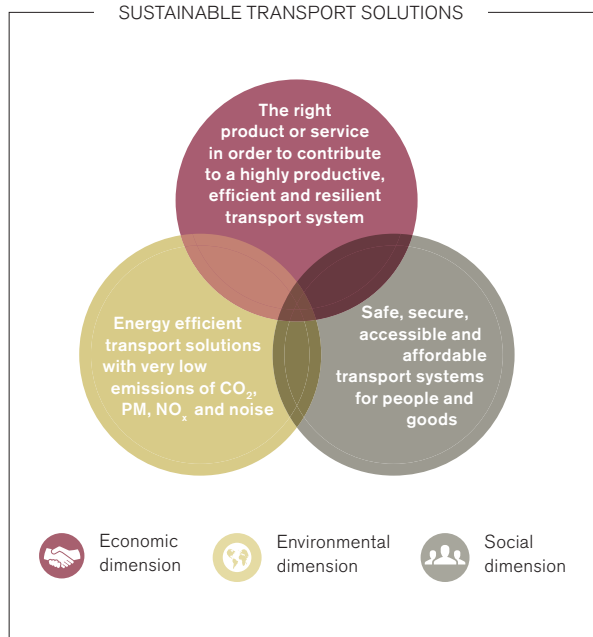 SUSTAINABLE TRANSPORT SOLUTIONS
The right
product or service
in order to contribute
to a highly productive,
efficient and resilient
transport system
Energy efficient
transport solutions
with very low
emissions of CO₂,
PM, NOₓ and noise
Safe, secure,
accessible and
affordable
transport systems
for people and
goods
Economic
dimension
Environmental
dimension
Social
dimension